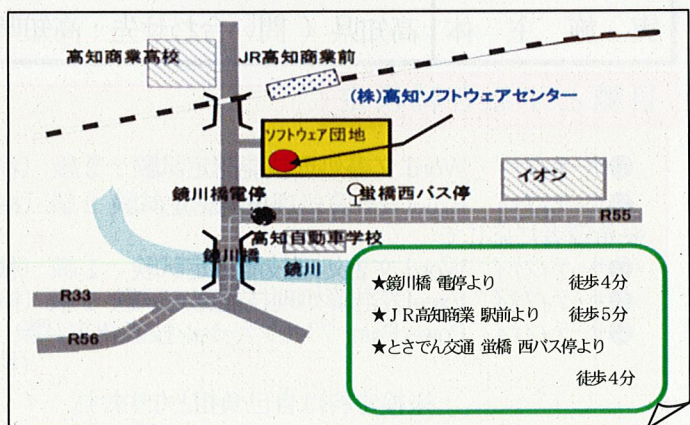 高知商業高校
JR高知商業前
(株)高知ソフトウェアセンター
ソフトウェア団地
イオン
鏡川橋電停
蛍橋西バス停
R55
高知自動車学校
鏡川橋
鏡川
R33
R56
★鏡川橋 電停より 徒歩4分
★JR高知商業 駅前より 徒歩5分
★とさでん交通 蛍橋 西バス停より
徒歩4分